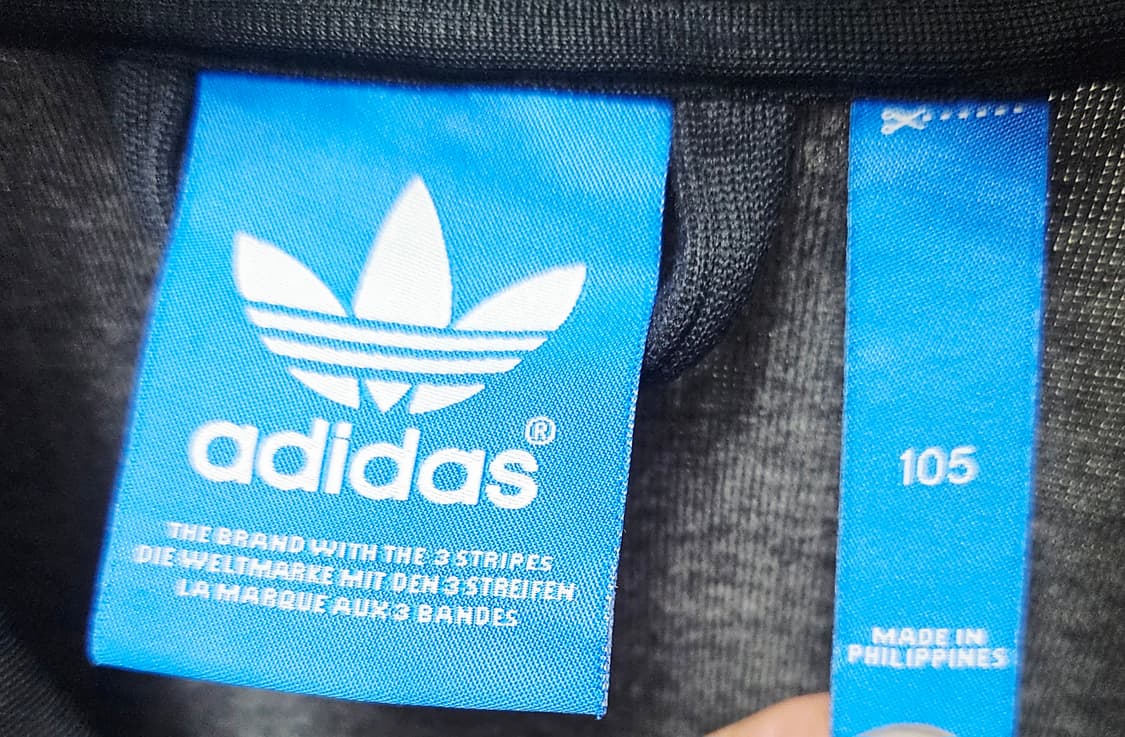 adidas®
THE BRAND WITH THE 3 STRIPES
DIE WELTMARKE MIT DEN 3 STREIFEN
LA MARQUE AUX 3 BANDES
105
MADE IN
PHILIPPINES